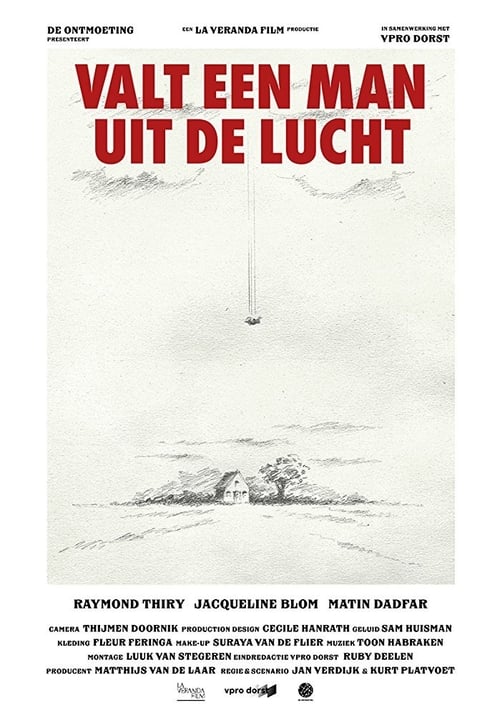 DE ONTMOETING
PRESENTEERT
EEN LA VERANDA FILM PRODUCTIE
IN SAMENWERKING MET
VPRO DORST
VALT EEN MAN
UIT DE LUCHT
RAYMOND THIRY JACQUELINE BLOM MATIN DADFAR
CAMERA THIJMEN DOORNIK PRODUCTION DESIGN CECILE HANRATH GELUID SAM HUISMAN
KLEDING FLEUR FERINGA MAKE-UP SURAYA VAN DE FLIER MUZIEK TOON HABRAKEN
MONTAGE LUUK VAN STEGEREN EINDREDACTIE VPRO DORST RUBY DEELEN
PRODUCENT MATTHIJS VAN DE LAAR REGIE & SCENARIO JAN VERDIJK & KURT PLATVOET
LA
VERANDA
FILM
vpro dorst